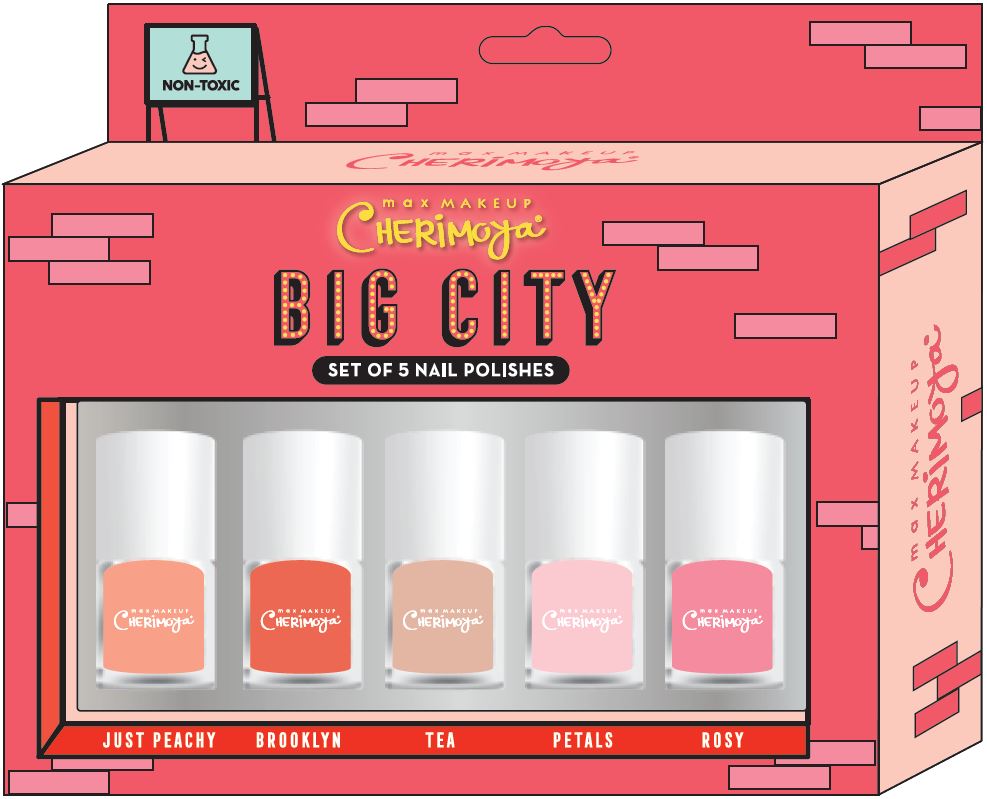 NON-TOXIC
max MAKEUP
CHERIMOYA
max MAKEUP
CHERIMOYA
BIG CITY
SET OF 5 NAIL POLISHES
max MAKEUP
CHERIMOYA
max MAKEUP
CHERIMOYA
max MAKEUP
CHERIMOYA
max MAKEUP
CHERIMOYA
max MAKEUP
CHERIMOYA
JUST PEACHY BROOKLYN TEA PETALS ROSY
max MAKEUP
CHERIMOYA